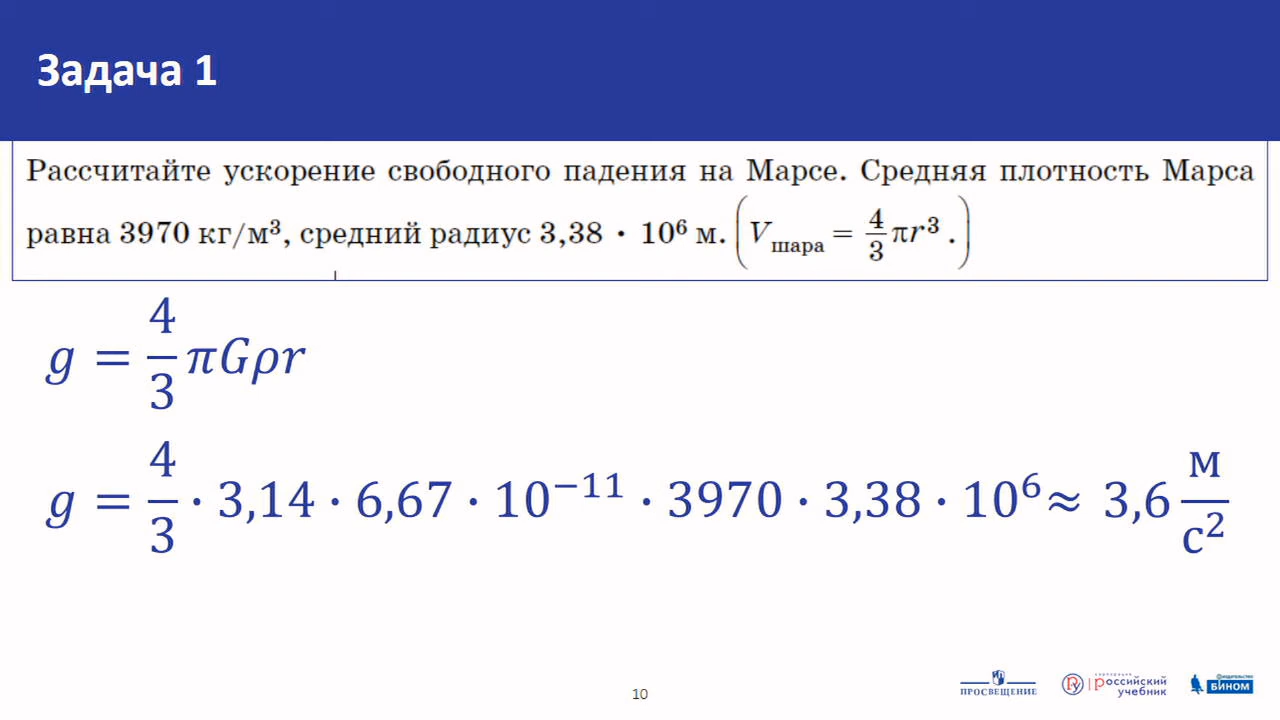 Задача 1
Рассчитайте ускорение свободного падения на Марсе. Средняя плотность Марса
равна 3970 кг/м³, средний радиус 3,38 · 10⁶ м. (V шара = 4/3 πr³ .)
g = 4/3 πGρr
g = 4/3 · 3,14 · 6,67 · 10⁻¹¹ · 3970 · 3,38 · 10⁶ ≈ 3,6 м/с²
10
ПРОСВЕЩЕНИЕ
российский
учебник
БИНОМ